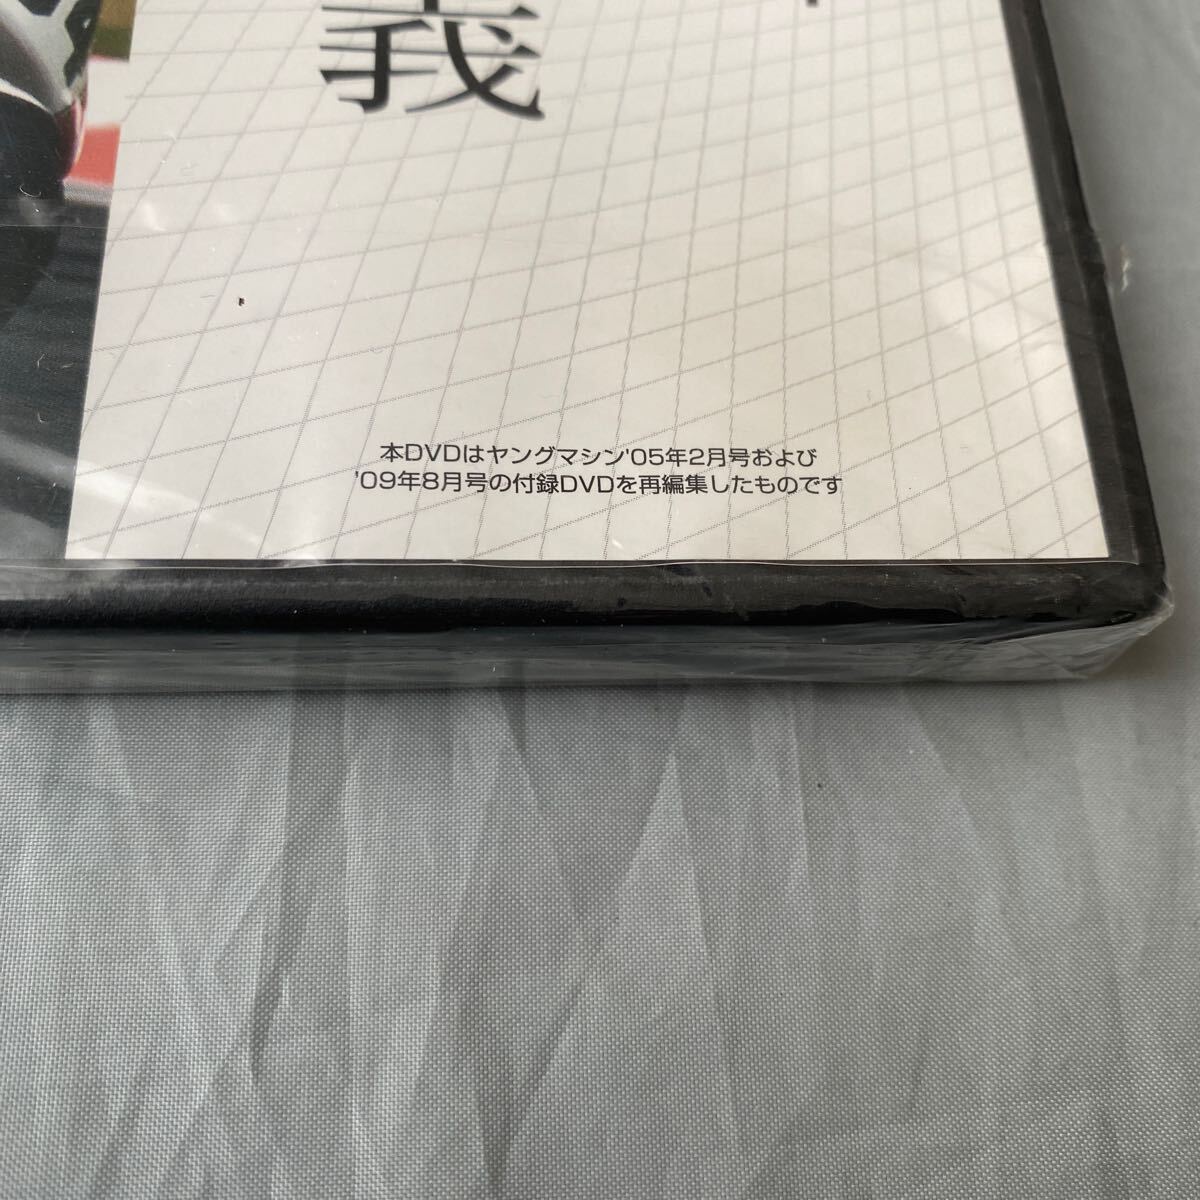 義
本DVDはヤングマシン'05年2月号および
'09年8月号の付録DVDを再編集したものです